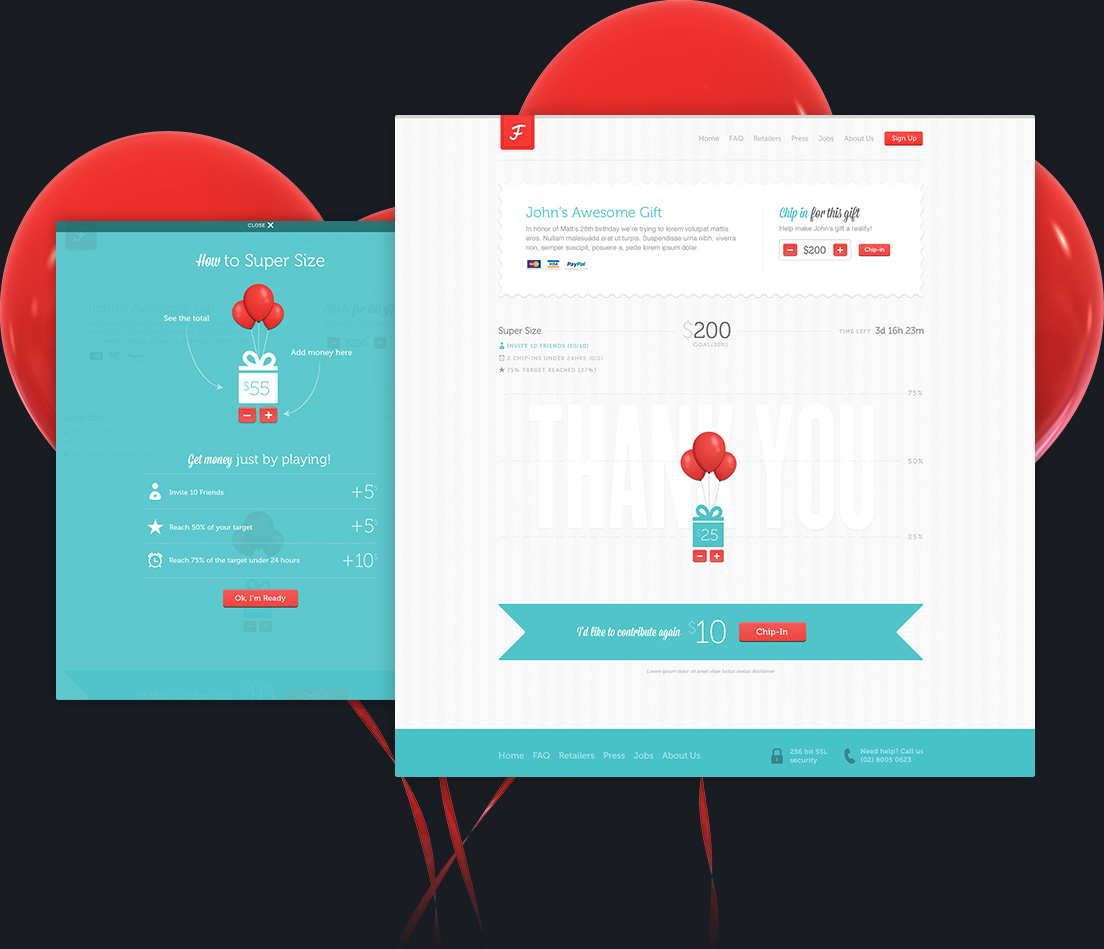 CLOSE X
How to Super Size
See the total
Add money here
$55
− +
Get money just by playing!
Invite 10 Friends +5$
Reach 50% of your target +5$
Reach 75% of the target under 24 hours +10$
Ok, I'm Ready
F
Home FAQ Retailers Press Jobs About Us Sign Up
John's Awesome Gift
In honor of Matt's 28th birthday we're trying to lorem volutpat mattis
eros. Nullam malesuada erat ut turpis. Suspendisse urna nibh, viverra
non, semper suscipit, posuere a, pede lorem ipsum dolor.
VISA PayPal
Chip in for this gift
Help make John's gift a reality!
− $200 + Chip-in
Super Size
INVITE 10 FRIENDS (10/10)
2 CHIP-INS UNDER 24HRS (0/2)
75% TARGET REACHED (27%)
$200
GOAL(30%)
TIME LEFT 3d 16h 23m
75%
50%
25%
THANK YOU
$25
− +
I'd like to contribute again $10 Chip-In
Lorem ipsum dolor sit amet vitae luctus metus disclaimer
Home FAQ Retailers Press Jobs About Us
256 bit SSL
security
Need help? Call us
(02) 8005 0623